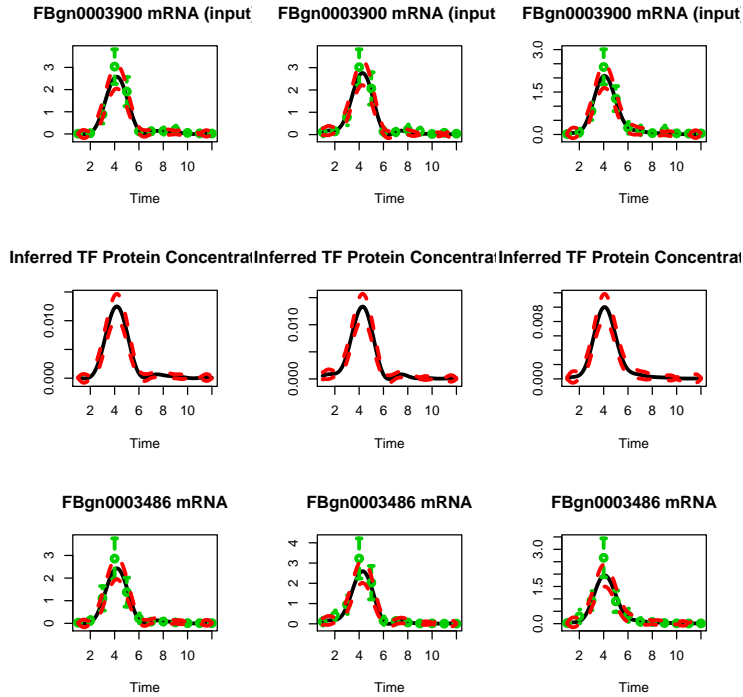 FBgn0003900 mRNA (input)
0 1 2 3
2 4 6 8 10
Time
FBgn0003900 mRNA (input
0 1 2 3
2 4 6 8 10
Time
FBgn0003900 mRNA (input)
0.0 1.5 3.0
2 4 6 8 10
Time
Inferred TF Protein Concentrat
0.000 0.010
2 4 6 8 10
Time
Inferred TF Protein Concentrat
0.000 0.010
2 4 6 8 10
Time
Inferred TF Protein Concentrat
0.000 0.008
2 4 6 8 10
Time
FBgn0003486 mRNA
0 1 2 3
2 4 6 8 10
Time
FBgn0003486 mRNA
0 1 2 3 4
2 4 6 8 10
Time
FBgn0003486 mRNA
0.0 1.5 3.0
2 4 6 8 10
Time